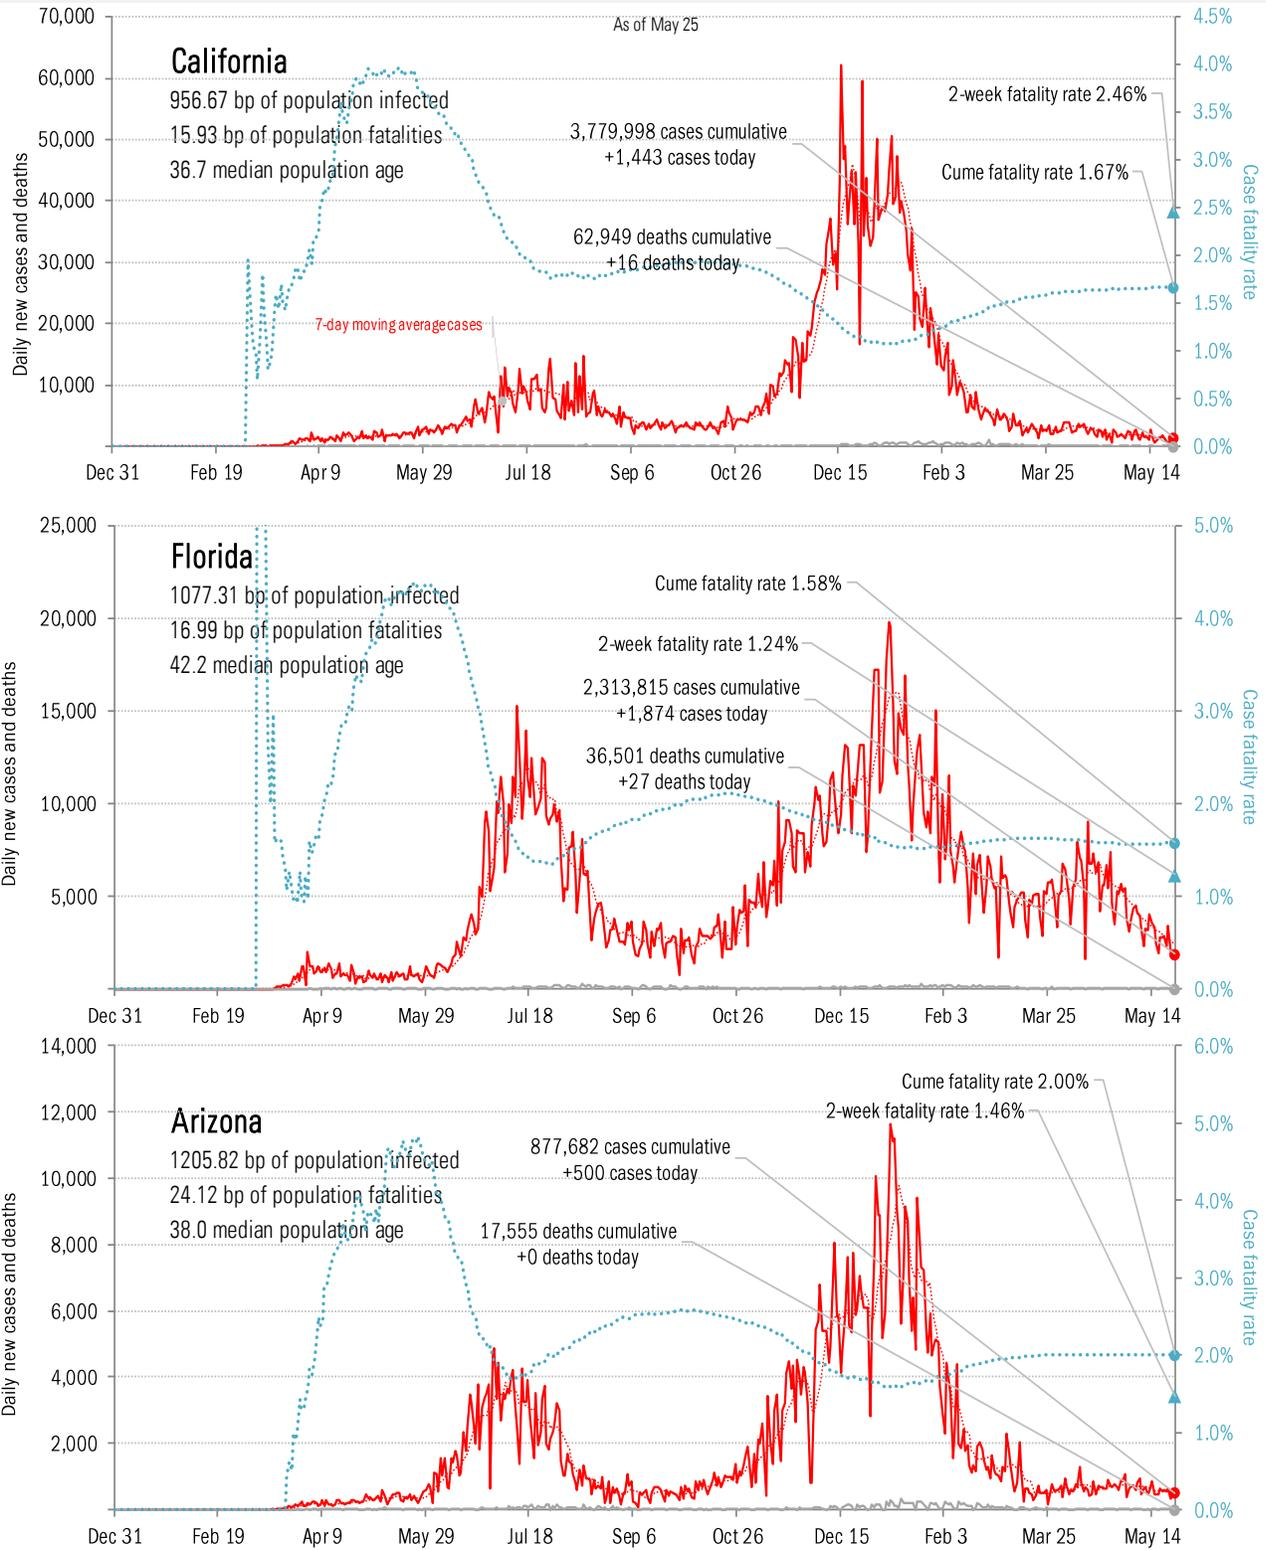 As of May 25
California
956.67 bp of population infected
15.93 bp of population fatalities
36.7 median population age
2-week fatality rate 2.46%
3,779,998 cases cumulative
+1,443 cases today
Cume fatality rate 1.67%
62,949 deaths cumulative
+16 deaths today
7-day moving average cases
Daily new cases and deaths
70,000
60,000
50,000
40,000
30,000
20,000
10,000
Case fatality rate
4.5%
4.0%
3.5%
3.0%
2.5%
2.0%
1.5%
1.0%
0.5%
0.0%
Dec 31 Feb 19 Apr 9 May 29 Jul 18 Sep 6 Oct 26 Dec 15 Feb 3 Mar 25 May 14
Florida
1077.31 bp of population infected
16.99 bp of population fatalities
42.2 median population age
Cume fatality rate 1.58%
2-week fatality rate 1.24%
2,313,815 cases cumulative
+1,874 cases today
36,501 deaths cumulative
+27 deaths today
Daily new cases and deaths
25,000
20,000
15,000
10,000
5,000
Case fatality rate
5.0%
4.0%
3.0%
2.0%
1.0%
0.0%
Dec 31 Feb 19 Apr 9 May 29 Jul 18 Sep 6 Oct 26 Dec 15 Feb 3 Mar 25 May 14
Arizona
1205.82 bp of population infected
24.12 bp of population fatalities
38.0 median population age
Cume fatality rate 2.00%
2-week fatality rate 1.46%
877,682 cases cumulative
+500 cases today
17,555 deaths cumulative
+0 deaths today
Daily new cases and deaths
14,000
12,000
10,000
8,000
6,000
4,000
2,000
Case fatality rate
6.0%
5.0%
4.0%
3.0%
2.0%
1.0%
0.0%
Dec 31 Feb 19 Apr 9 May 29 Jul 18 Sep 6 Oct 26 Dec 15 Feb 3 Mar 25 May 14